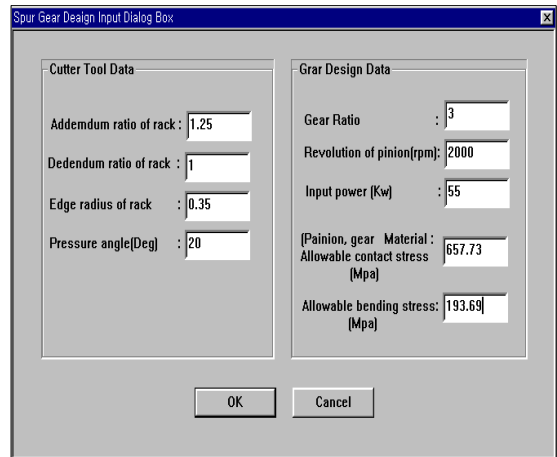 Spur Gear Deaign Input Dialog Box
Cutter Tool Data
Addemdum ratio of rack : 1.25
Dedendum ratio of rack : 1
Edge radius of rack : 0.35
Pressure angle(Deg) : 20
Grar Design Data
Gear Ratio : 3
Revolution of pinion(rpm): 2000
Input power (Kw) : 55
(Painion, gear Material :
Allowable contact stress 657.73
(Mpa)
Allowable bending stress: 193.69
(Mpa)
OK
Cancel